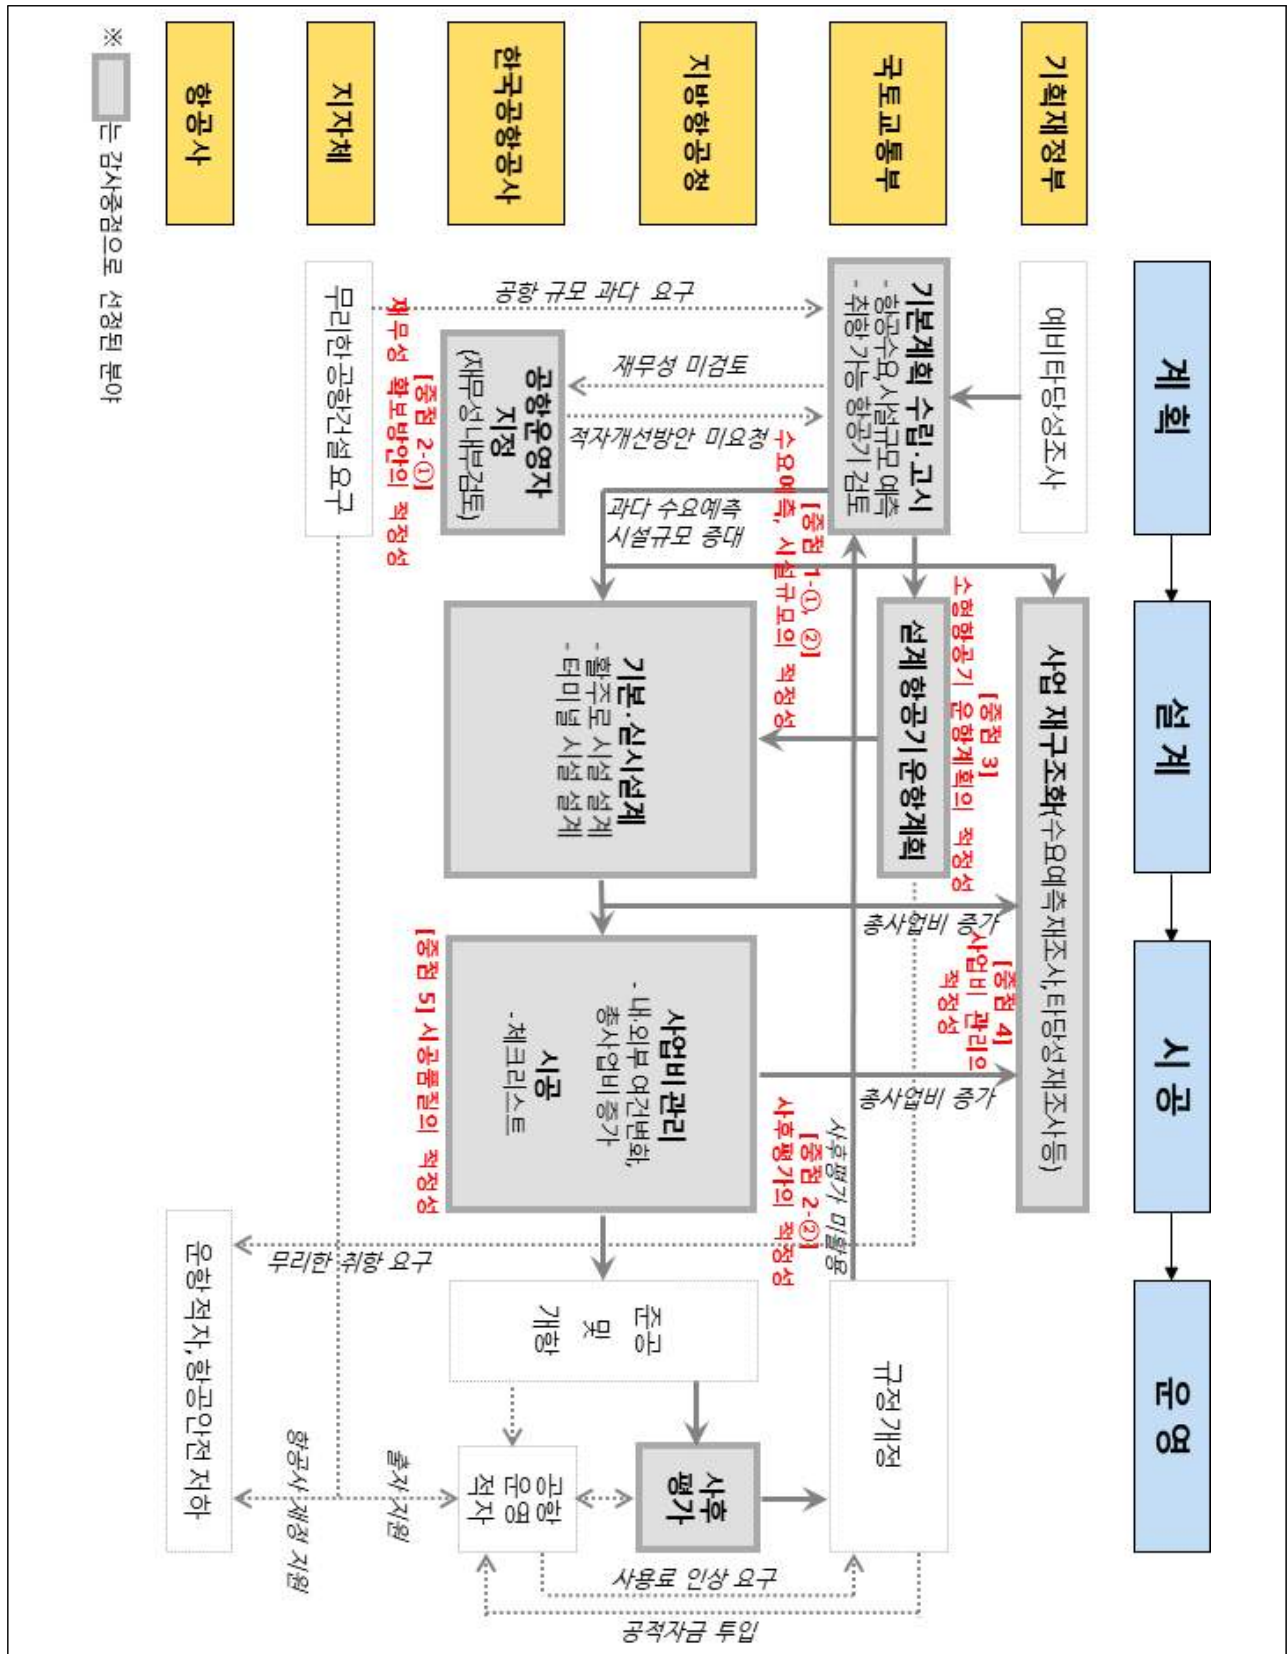 계 획
설 계
시 공
운 영
기획재정부
예비타당성조사
사업 재구조화(수요예측 재조사, 타당성 재조사 등)
국토교통부
기본계획 수립·고시
- 항공수요, 시설규모 예측
- 취항 가능 항공기 검토
[중점 3]
소형항공기 운항계획의 적정성
설계 항공기 운항계획
총사업비 증가
[중점 4]
사업비 관리의
적정성
총사업비 증가
사후평가 미활용
규정 개정
지방항공청
한국공항공사
공항 규모 과다 요구
재무성 미검토
적자개선방안 미요청
과다 수요예측
시설규모 증대
[중점 1-①, ②]
수요예측, 시설규모의 적정성
공항운영자
지정
(재무성 내부검토)
[중점 2-①]
재무성 확보방안의 적정성
기본·실시설계
- 활주로 시설 설계
- 터미널 시설 설계
사업비 관리
- 내·외부 여건변화,
총사업비 증가
시공
- 체크리스트
[중점 5] 시공품질의 적정성
[중점 2-②]
사후평가의 적정성
준공
및
개항
사후
평가
공항
운영
적자
사용료 인상 요구
공적자금 투입
지자체
무리한 공항건설 요구
무리한 취항 요구
출자 지원
항공사 재정 지원
항공사
운항 적자, 항공안전 저하
※ 는 감사중점으로 선정된 분야